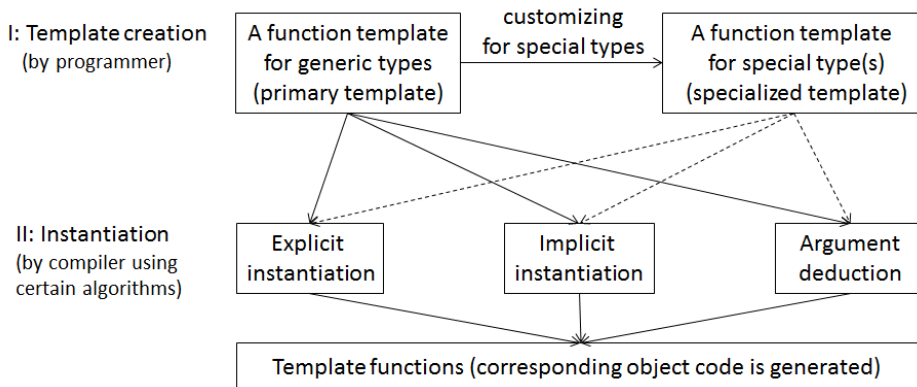 I: Template creation
(by programmer)
A function template
for generic types
(primary template)
customizing
for special types
A function template
for special type(s)
(specialized template)
II: Instantiation
(by compiler using
certain algorithms)
Explicit
instantiation
Implicit
instantiation
Argument
deduction
Template functions (corresponding object code is generated)